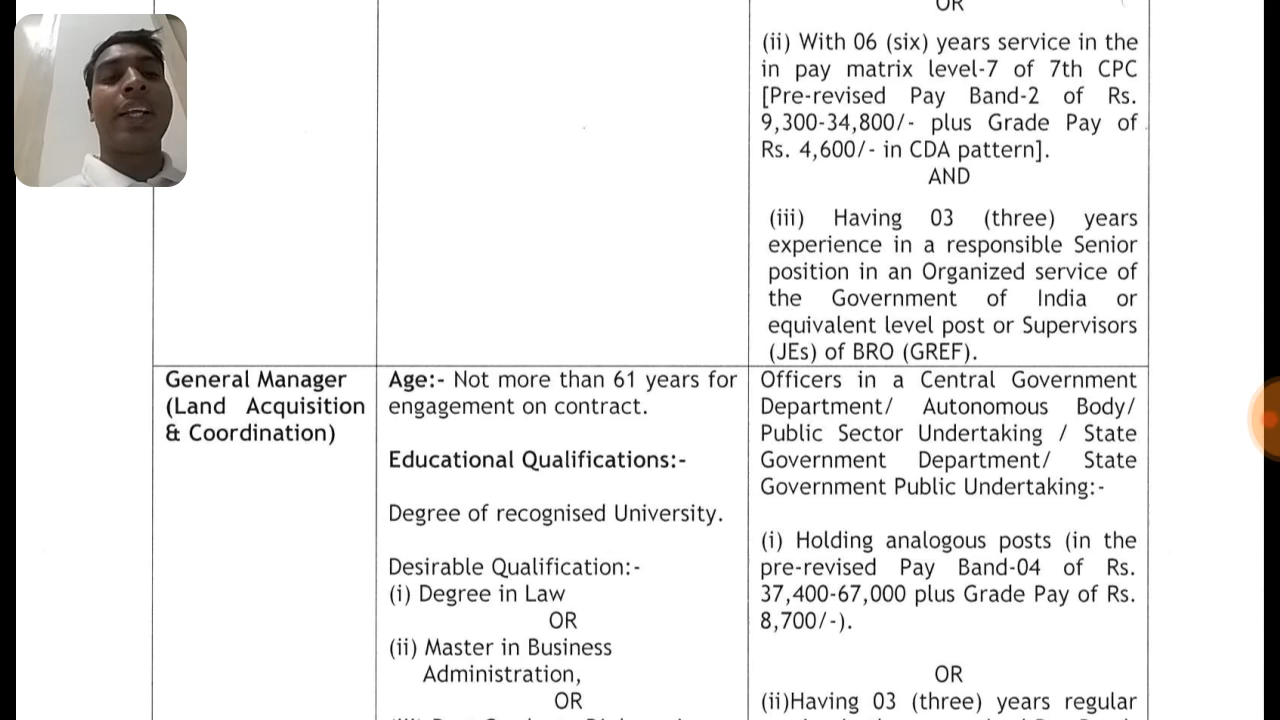 OR
(ii) With 06 (six) years service in the
in pay matrix level-7 of 7th CPC
[Pre-revised Pay Band-2 of Rs.
9,300-34,800/- plus Grade Pay of
Rs. 4,600/- in CDA pattern].
AND
(iii) Having 03 (three) years
experience in a responsible Senior
position in an Organized service of
the Government of India or
equivalent level post or Supervisors
(JEs) of BRO (GREF).
General Manager
(Land Acquisition
& Coordination)
Age:- Not more than 61 years for
engagement on contract.
Educational Qualifications:-
Degree of recognised University.
Desirable Qualification:-
(i) Degree in Law
OR
(ii) Master in Business
Administration,
OR
Officers in a Central Government
Department/ Autonomous Body/
Public Sector Undertaking / State
Government Department/ State
Government Public Undertaking:-
(i) Holding analogous posts (in the
pre-revised Pay Band-04 of Rs.
37,400-67,000 plus Grade Pay of Rs.
8,700/-).
OR
(ii)Having 03 (three) years regular